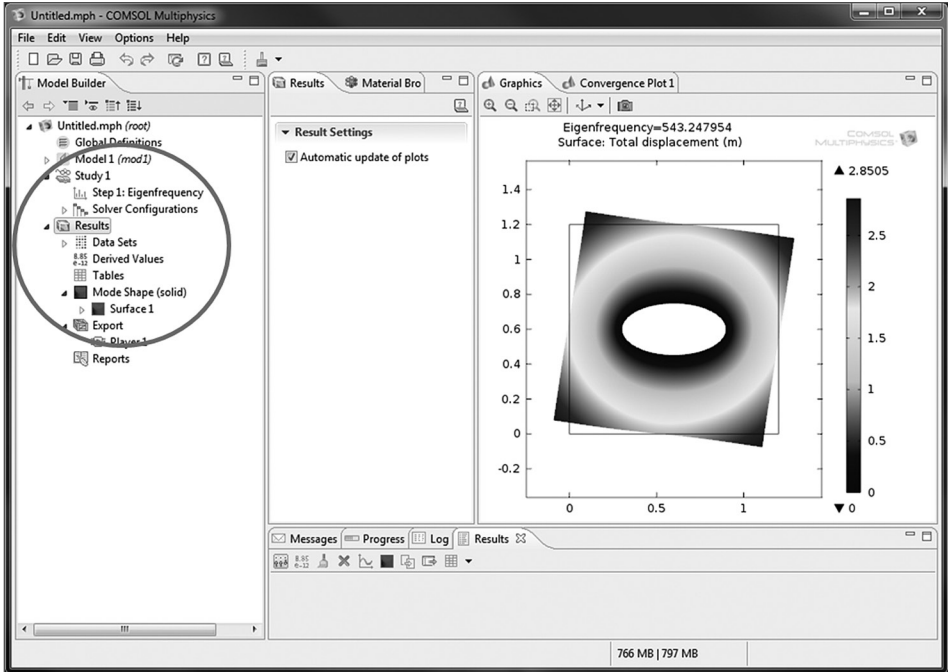 Untitled.mph - COMSOL Multiphysics
File Edit View Options Help
Model Builder
Untitled.mph (root)
Global Definitions
Model 1 (mod1)
Study 1
Step 1: Eigenfrequency
Solver Configurations
Results
Data Sets
8.85
e-12
Derived Values
Tables
Mode Shape (solid)
Surface 1
Export
Player 1
Reports
Results Material Bro
Result Settings
Automatic update of plots
Graphics Convergence Plot 1
Eigenfrequency=543.247954
Surface: Total displacement (m)
COMSOL
MULTIPHYSICS
2.8505
1.4
1.2
1
0.8
0.6
0.4
0.2
0
-0.2
0 0.5 1
2.5
2
1.5
1
0.5
0
0
Messages Progress Log Results
8.85
e-12
766 MB | 797 MB